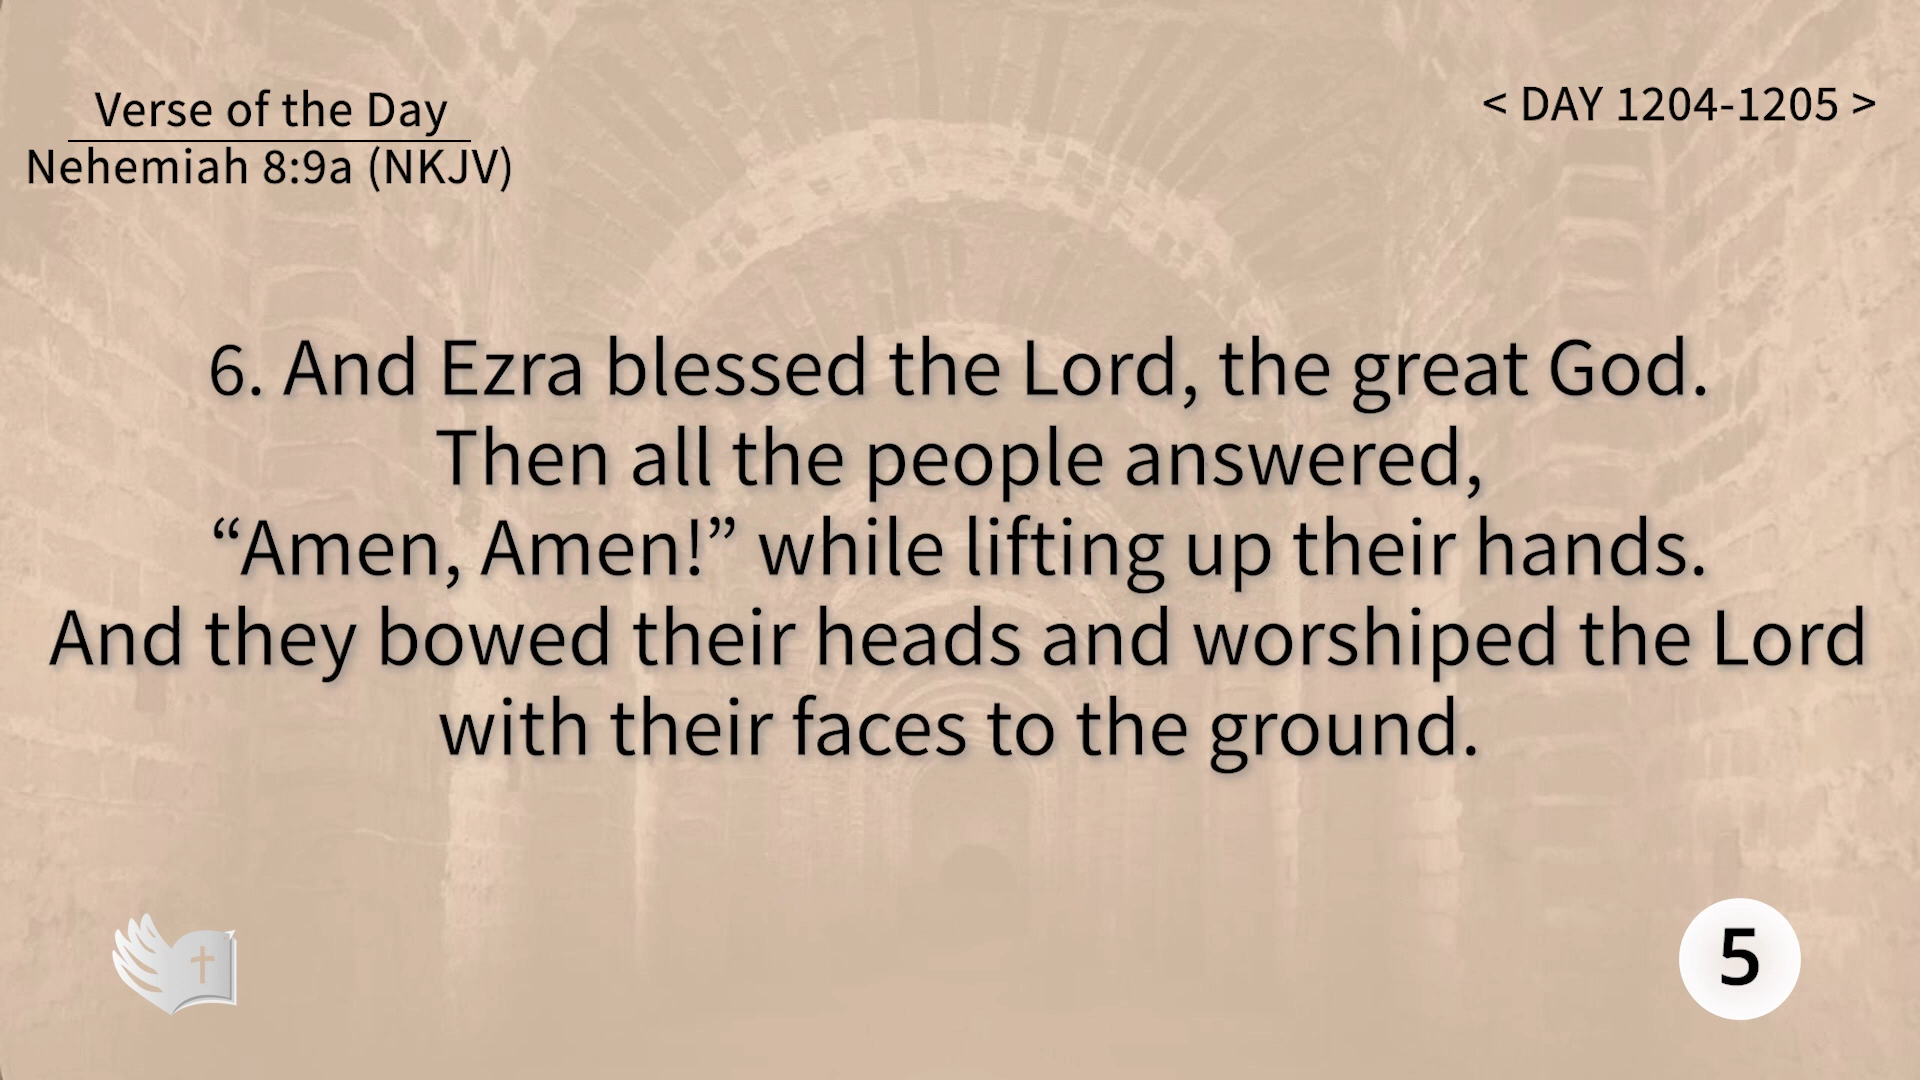 Verse of the Day
Nehemiah 8:9a (NKJV)
< DAY 1204-1205 >
6. And Ezra blessed the Lord, the great God.
Then all the people answered,
“Amen, Amen!” while lifting up their hands.
And they bowed their heads and worshiped the Lord
with their faces to the ground.
5